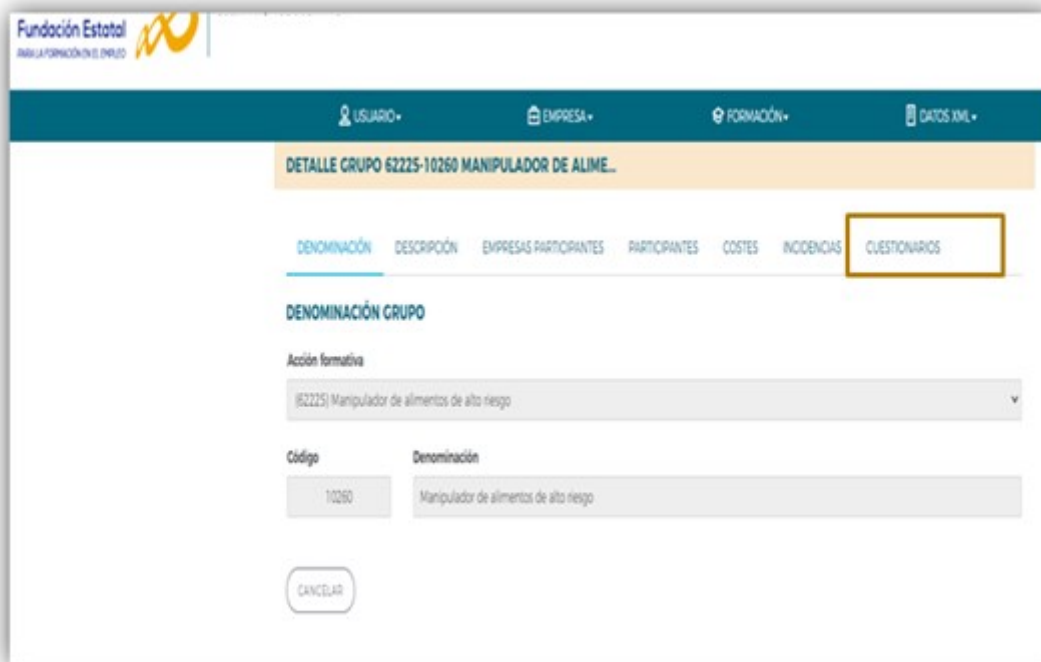 Fundación Estatal
PARA LA FORMACIÓN EN EL EMPLEO
USUARIO EMPRESA FORMACIÓN DATOS XML
DETALLE GRUPO 62225-10260 MANIPULADOR DE ALIME...
DENOMINACIÓN DESCRIPCIÓN EMPRESAS PARTICIPANTES PARTICIPANTES COSTES INCIDENCIAS CUESTIONARIOS
DENOMINACIÓN GRUPO
Acción formativa
(62225) Manipulador de alimentos de alto riesgo
Código Denominación
10260 Manipulador de alimentos de alto riesgo
CANCELAR